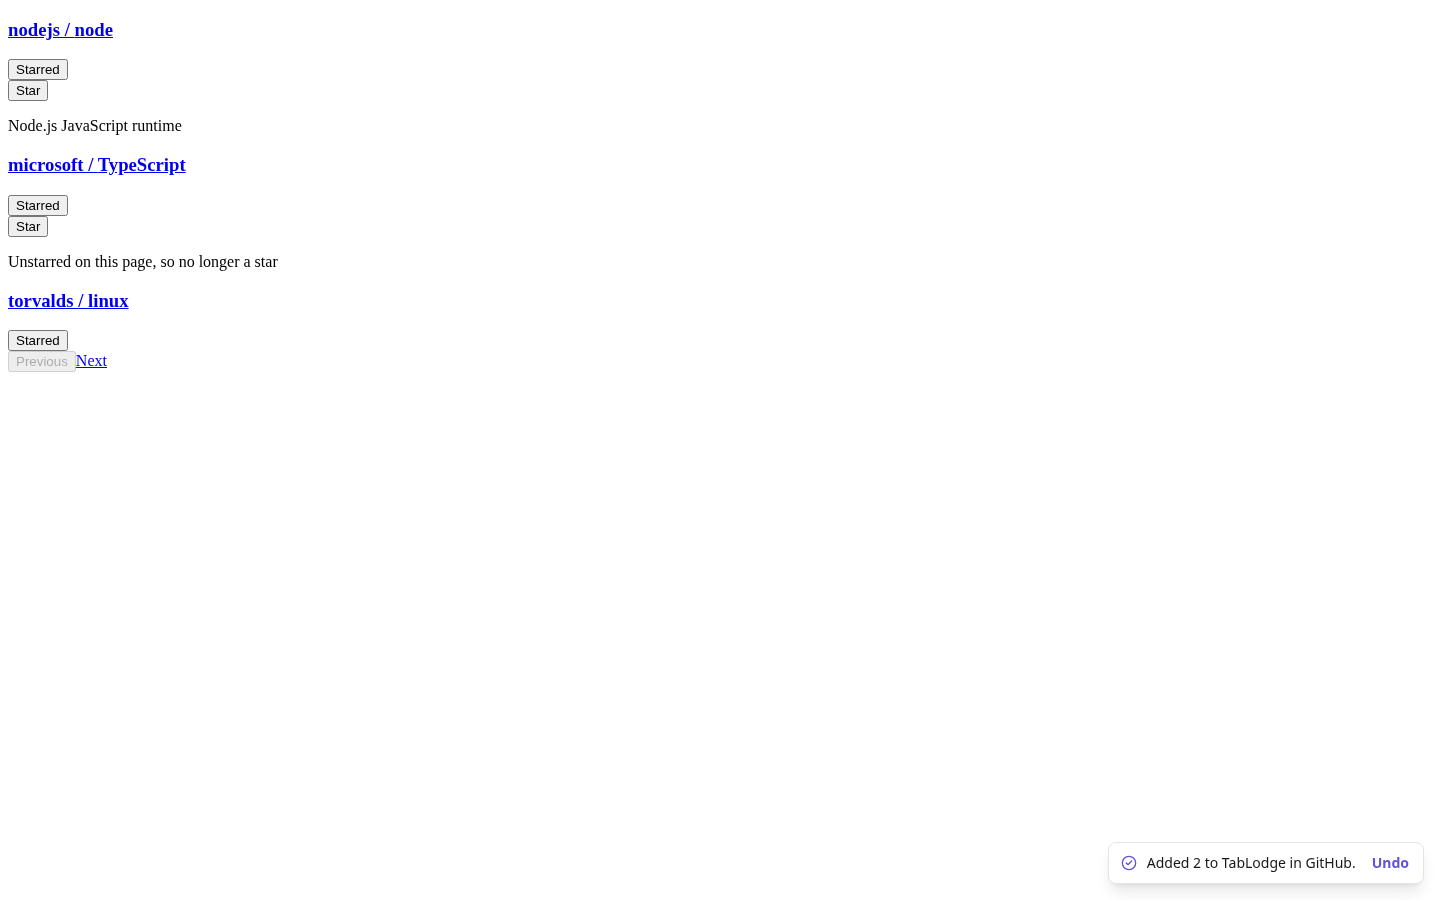 nodejs / node
Starred
Star
Node.js JavaScript runtime
microsoft / TypeScript
Starred
Star
Unstarred on this page, so no longer a star
torvalds / linux
Starred
Previous Next
Added 2 to TabLodge in GitHub. Undo